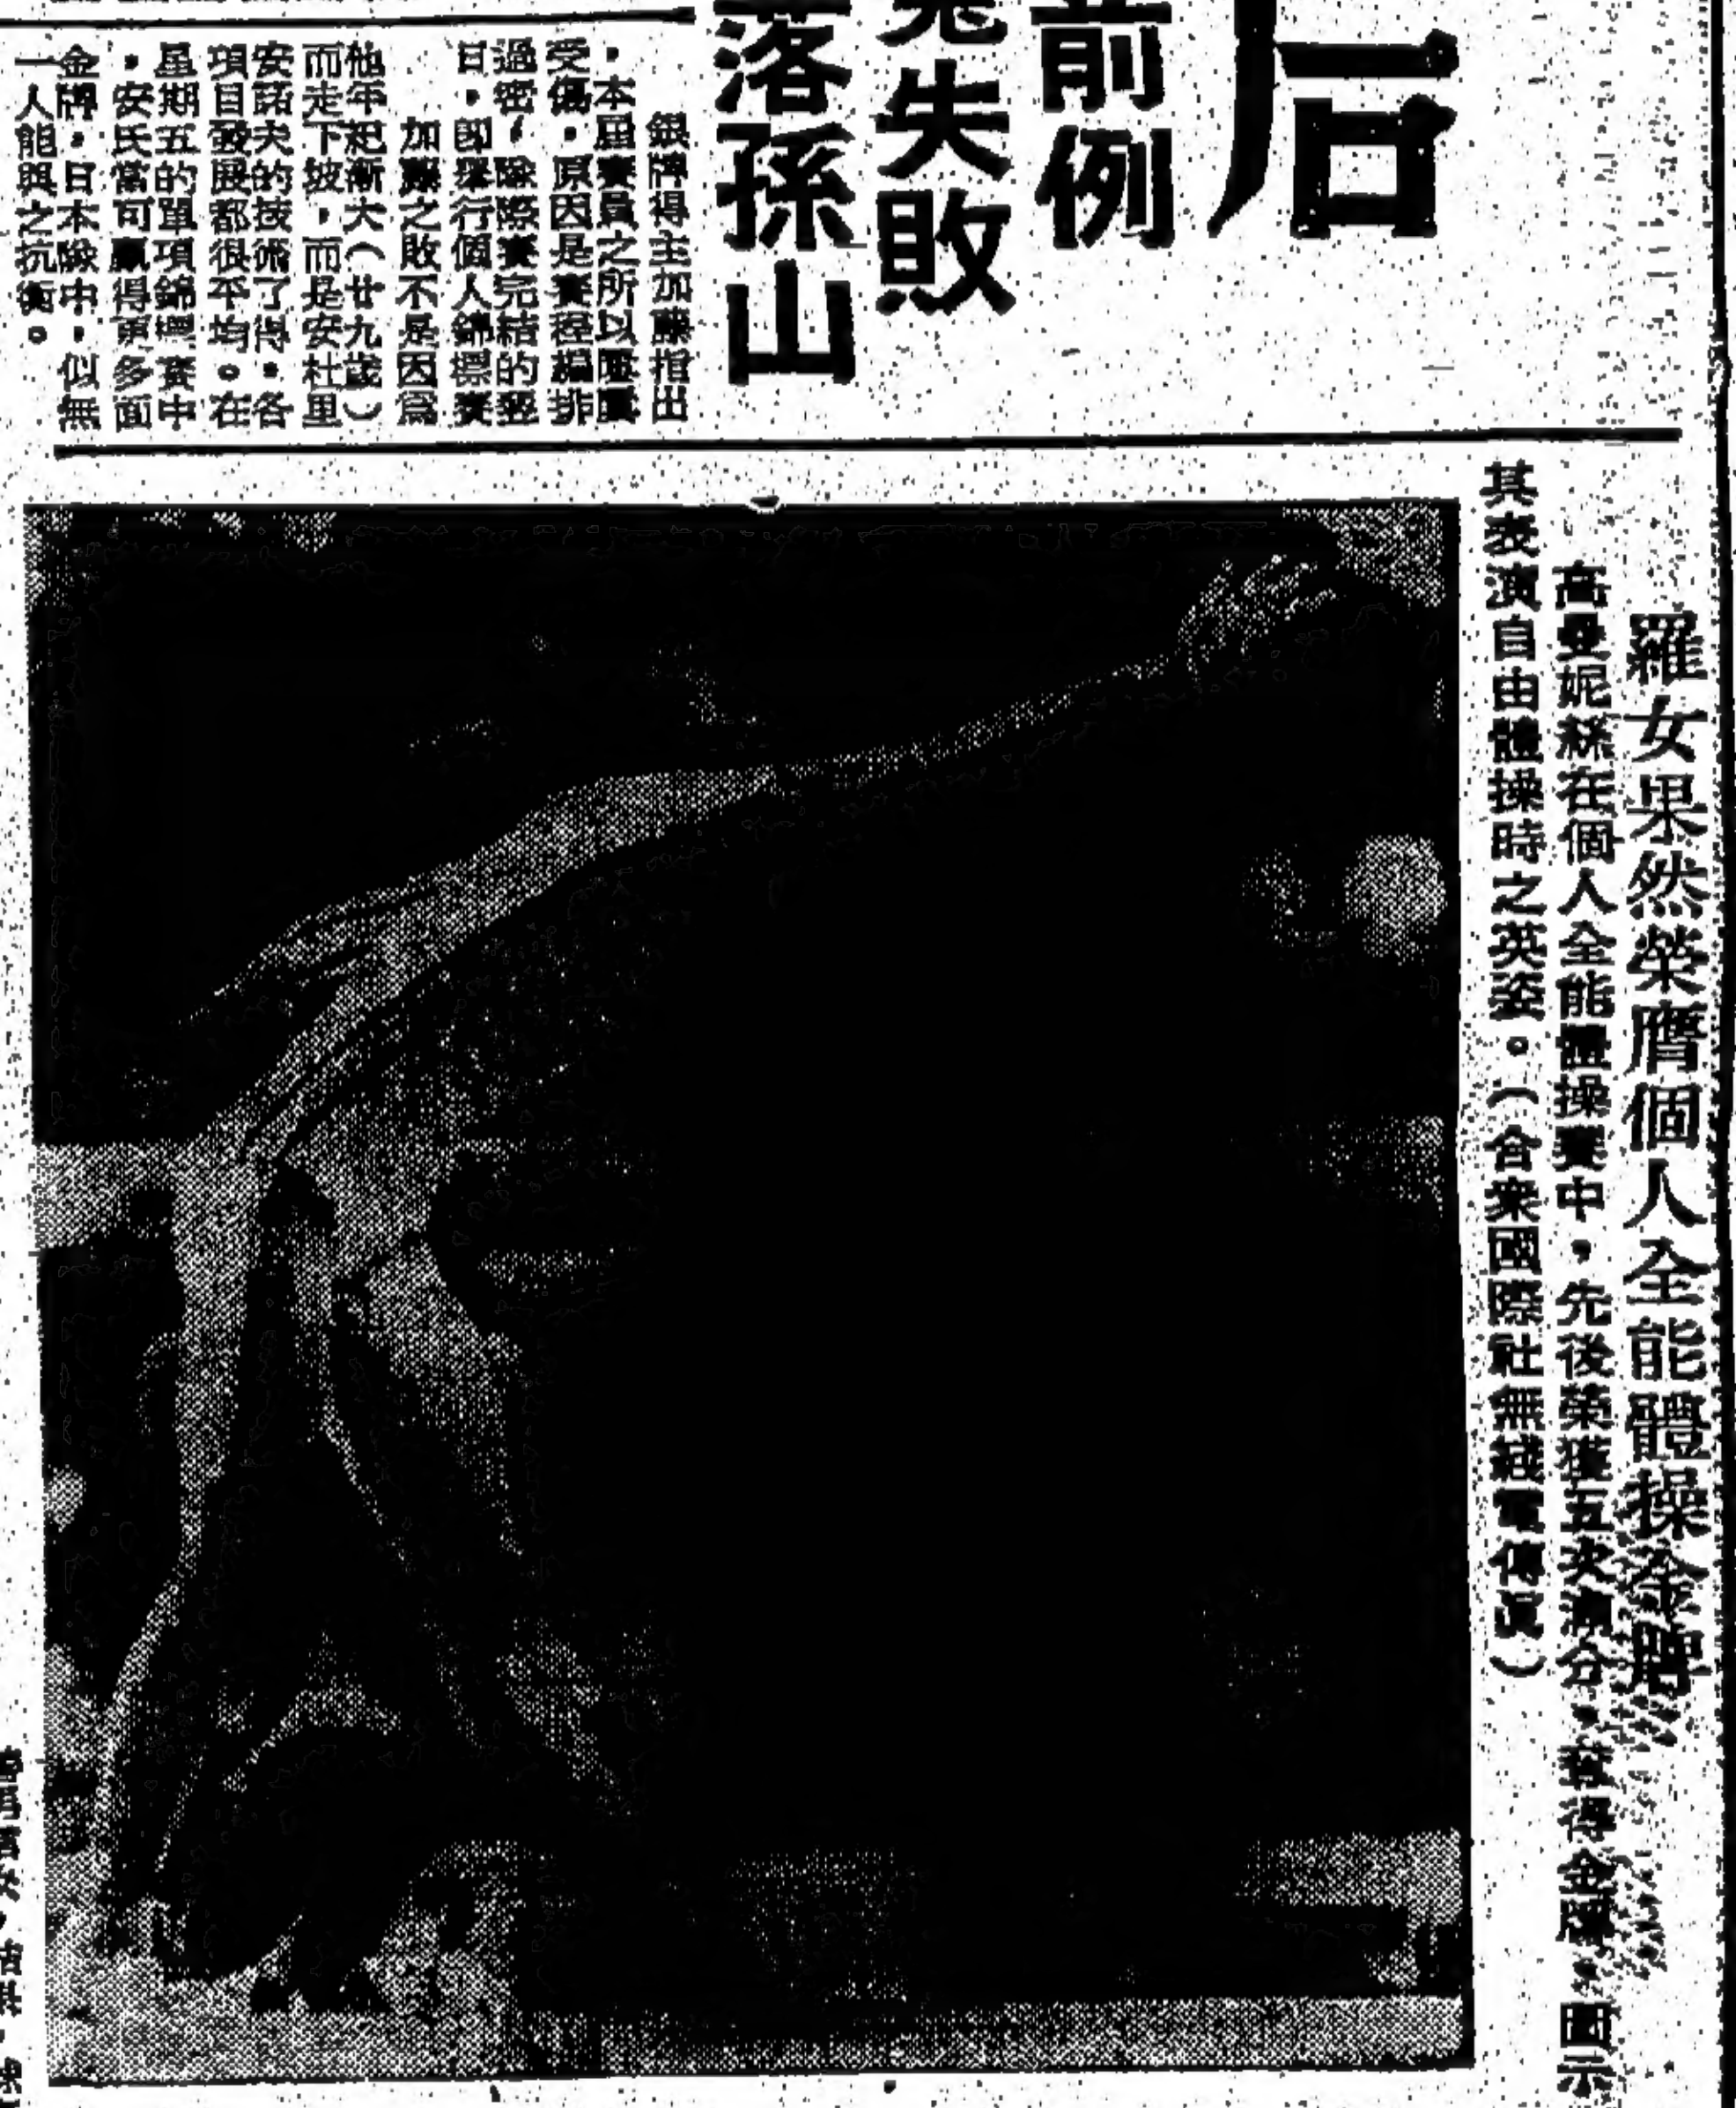 后
前例
失敗
落孫山
銀牌得主加藤指出
，本屆賽員之所以屢屢
受傷，原因是賽程編排
過密，隊際賽完結的翌
日，即舉行個人錦標賽
加藤之敗不是因爲
他年紀漸大（廿九歲）
而走下坡，而是安杜里
安諾夫的技術了得，各
項目發展都很平均。在
星期五的單項錦標賽中
，安氏當可贏得更多面
金牌，日本隊中，似無
一人能與之抗衡。
羅女果然榮膺個人全能體操金牌
高曼妮絲在個人全能體操賽中，先後榮獲五次滿分，奪得金牌，圖示
其表演自由體操時之英姿。（合衆國際社無綫電傳眞）